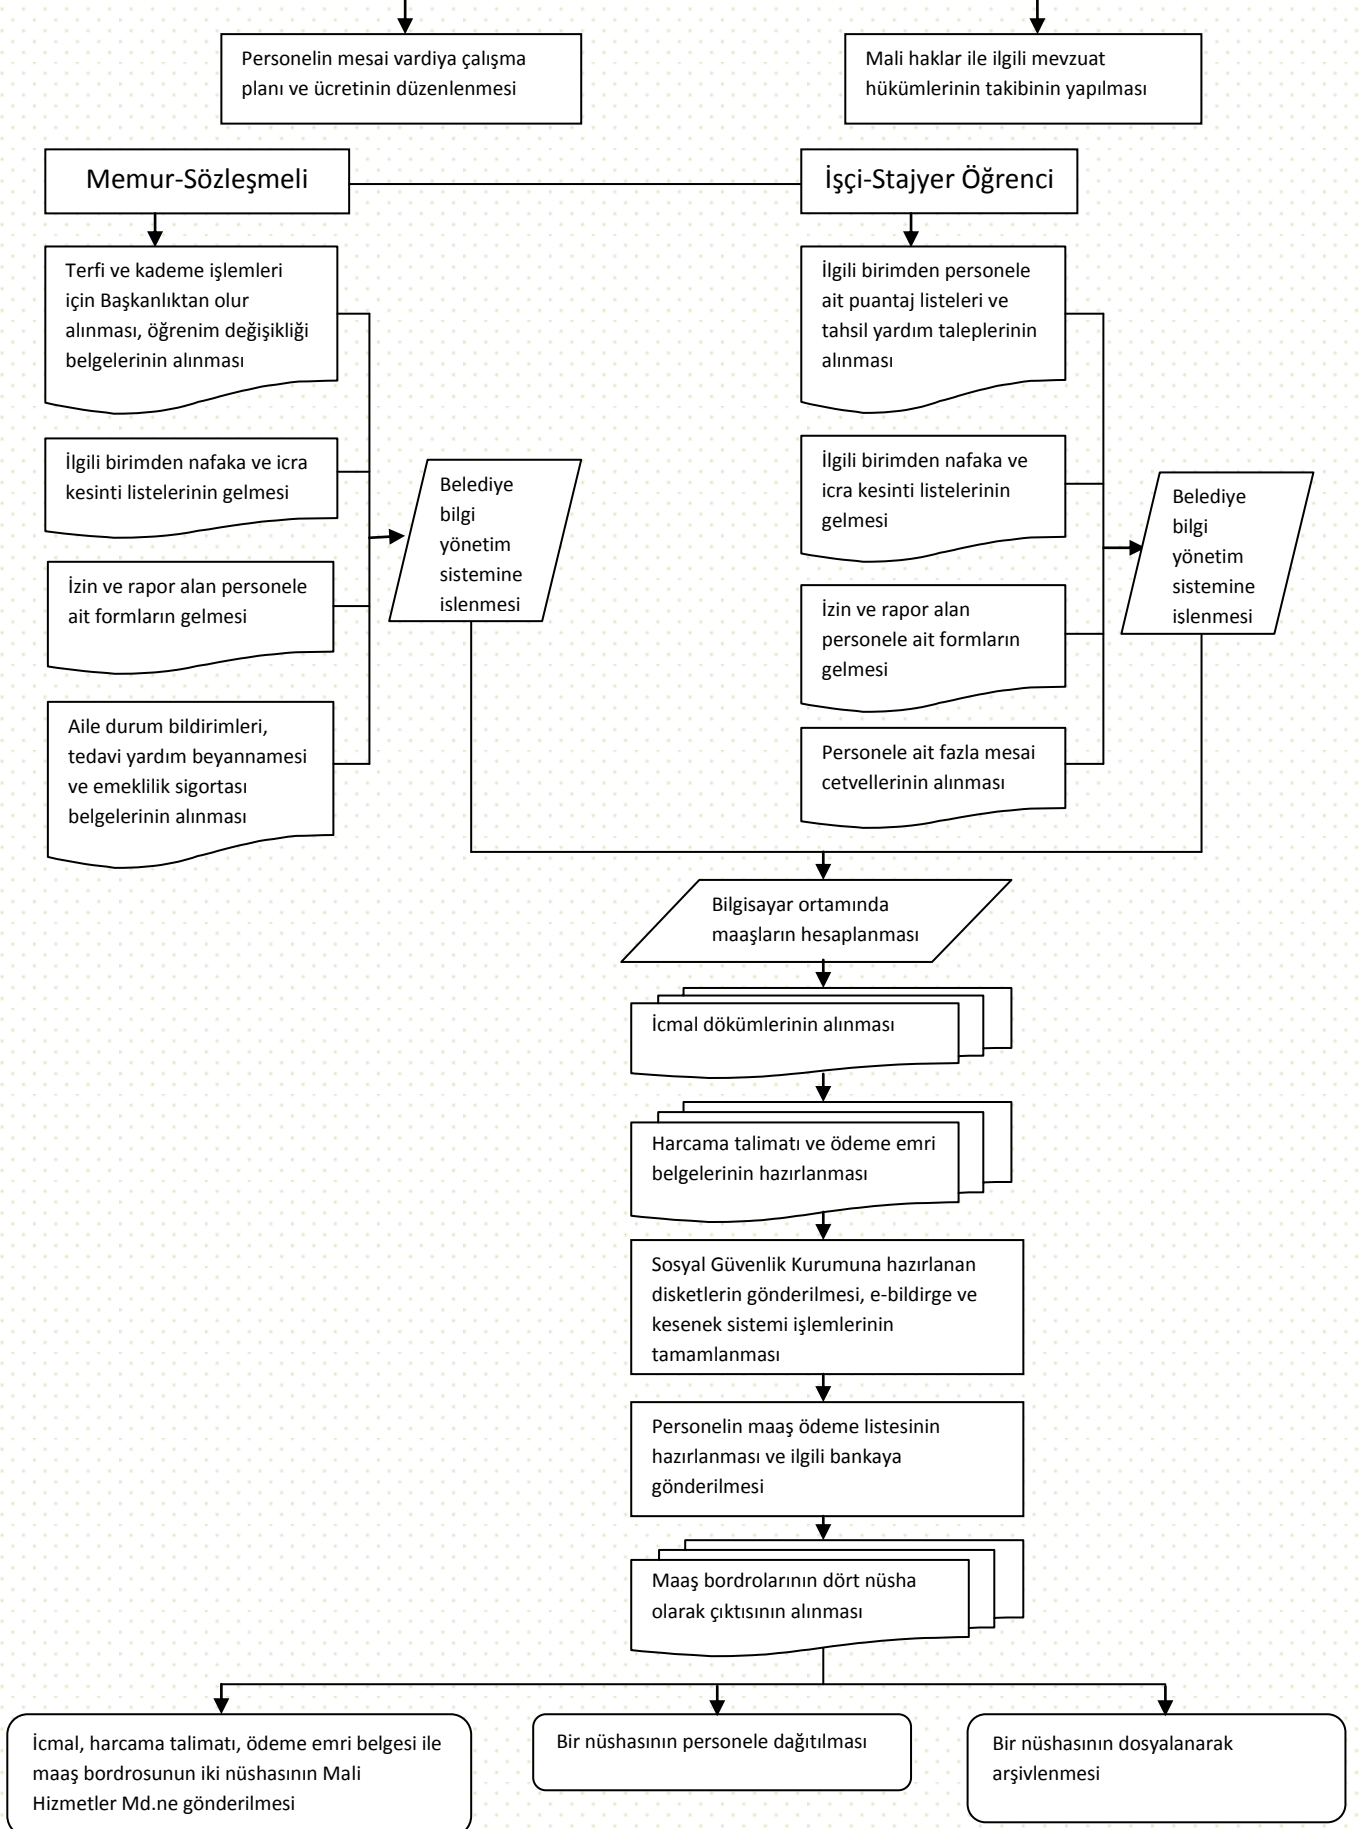 Personelin mesai vardiya çalışma
planı ve ücretinin düzenlenmesi
Mali haklar ile ilgili mevzuat
hükümlerinin takibinin yapılması
Memur-Sözleşmeli
İşçi-Stajyer Öğrenci
Terfi ve kademe işlemleri
için Başkanlıktan olur
alınması, öğrenim değişikliği
belgelerinin alınması
İlgili birimden nafaka ve icra
kesinti listelerinin gelmesi
İzin ve rapor alan personele
ait formların gelmesi
Aile durum bildirimleri,
tedavi yardım beyannamesi
ve emeklilik sigortası
belgelerinin alınması
Belediye
bilgi
yönetim
sistemine
islenmesi
İlgili birimden personele
ait puantaj listeleri ve
tahsil yardım taleplerinin
alınması
İlgili birimden nafaka ve
icra kesinti listelerinin
gelmesi
İzin ve rapor alan
personele ait formların
gelmesi
Personele ait fazla mesai
cetvellerinin alınması
Belediye
bilgi
yönetim
sistemine
islenmesi
Bilgisayar ortamında
maaşların hesaplanması
İcmal dökümlerinin alınması
Harcama talimatı ve ödeme emri
belgelerinin hazırlanması
Sosyal Güvenlik Kurumuna hazırlanan
disketlerin gönderilmesi, e-bildirge ve
kesenek sistemi işlemlerinin
tamamlanması
Personelin maaş ödeme listesinin
hazırlanması ve ilgili bankaya
gönderilmesi
Maaş bordrolarının dört nüsha
olarak çıktısının alınması
İcmal, harcama talimatı, ödeme emri belgesi ile
maaş bordrosunun iki nüshasının Mali
Hizmetler Md.ne gönderilmesi
Bir nüshasının personele dağıtılması
Bir nüshasının dosyalanarak
arşivlenmesi